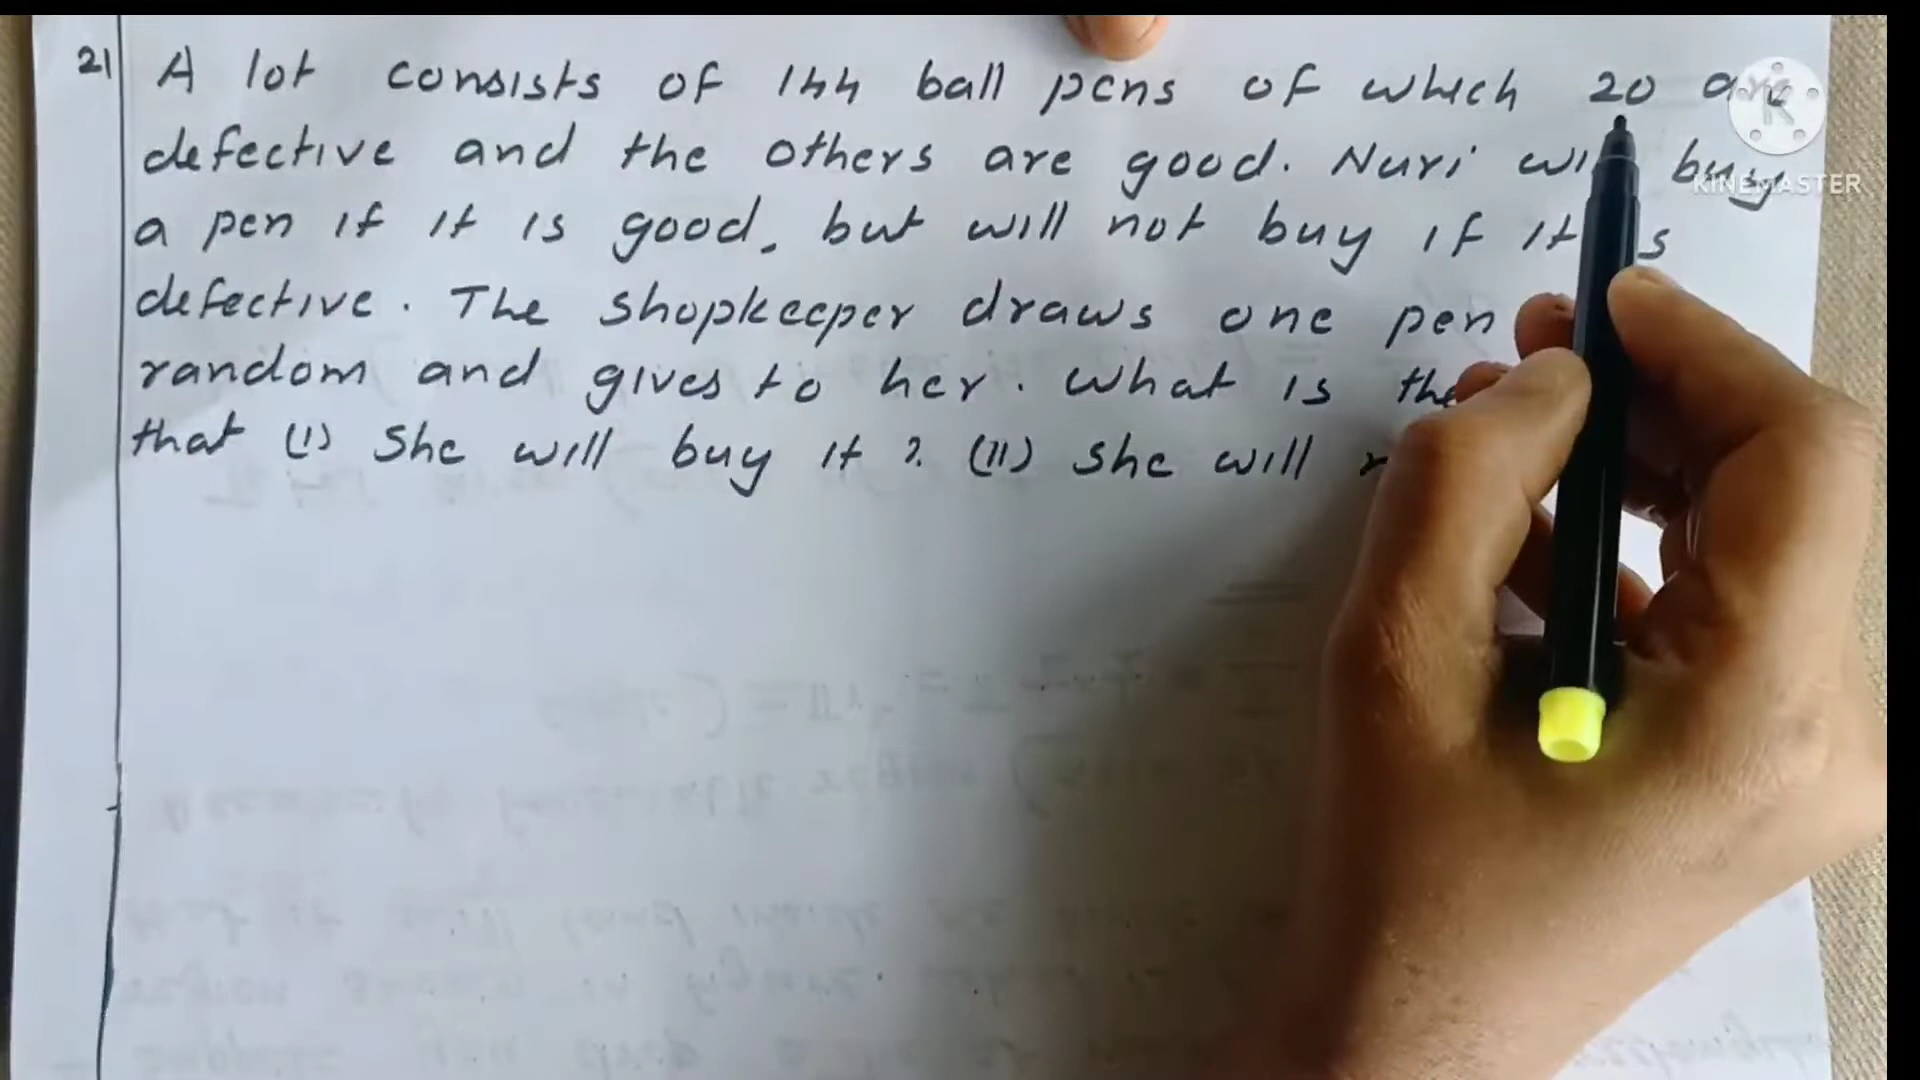 21 A lot consists of 144 ball pens of which 20 are
defective and the others are good. Nuri buy
a pen if it is good, but will not buy if it is
defective. The shopkeeper draws one pen
random and gives to her. What is the
that (i) She will buy it ? (ii) She will
KINEMASTER